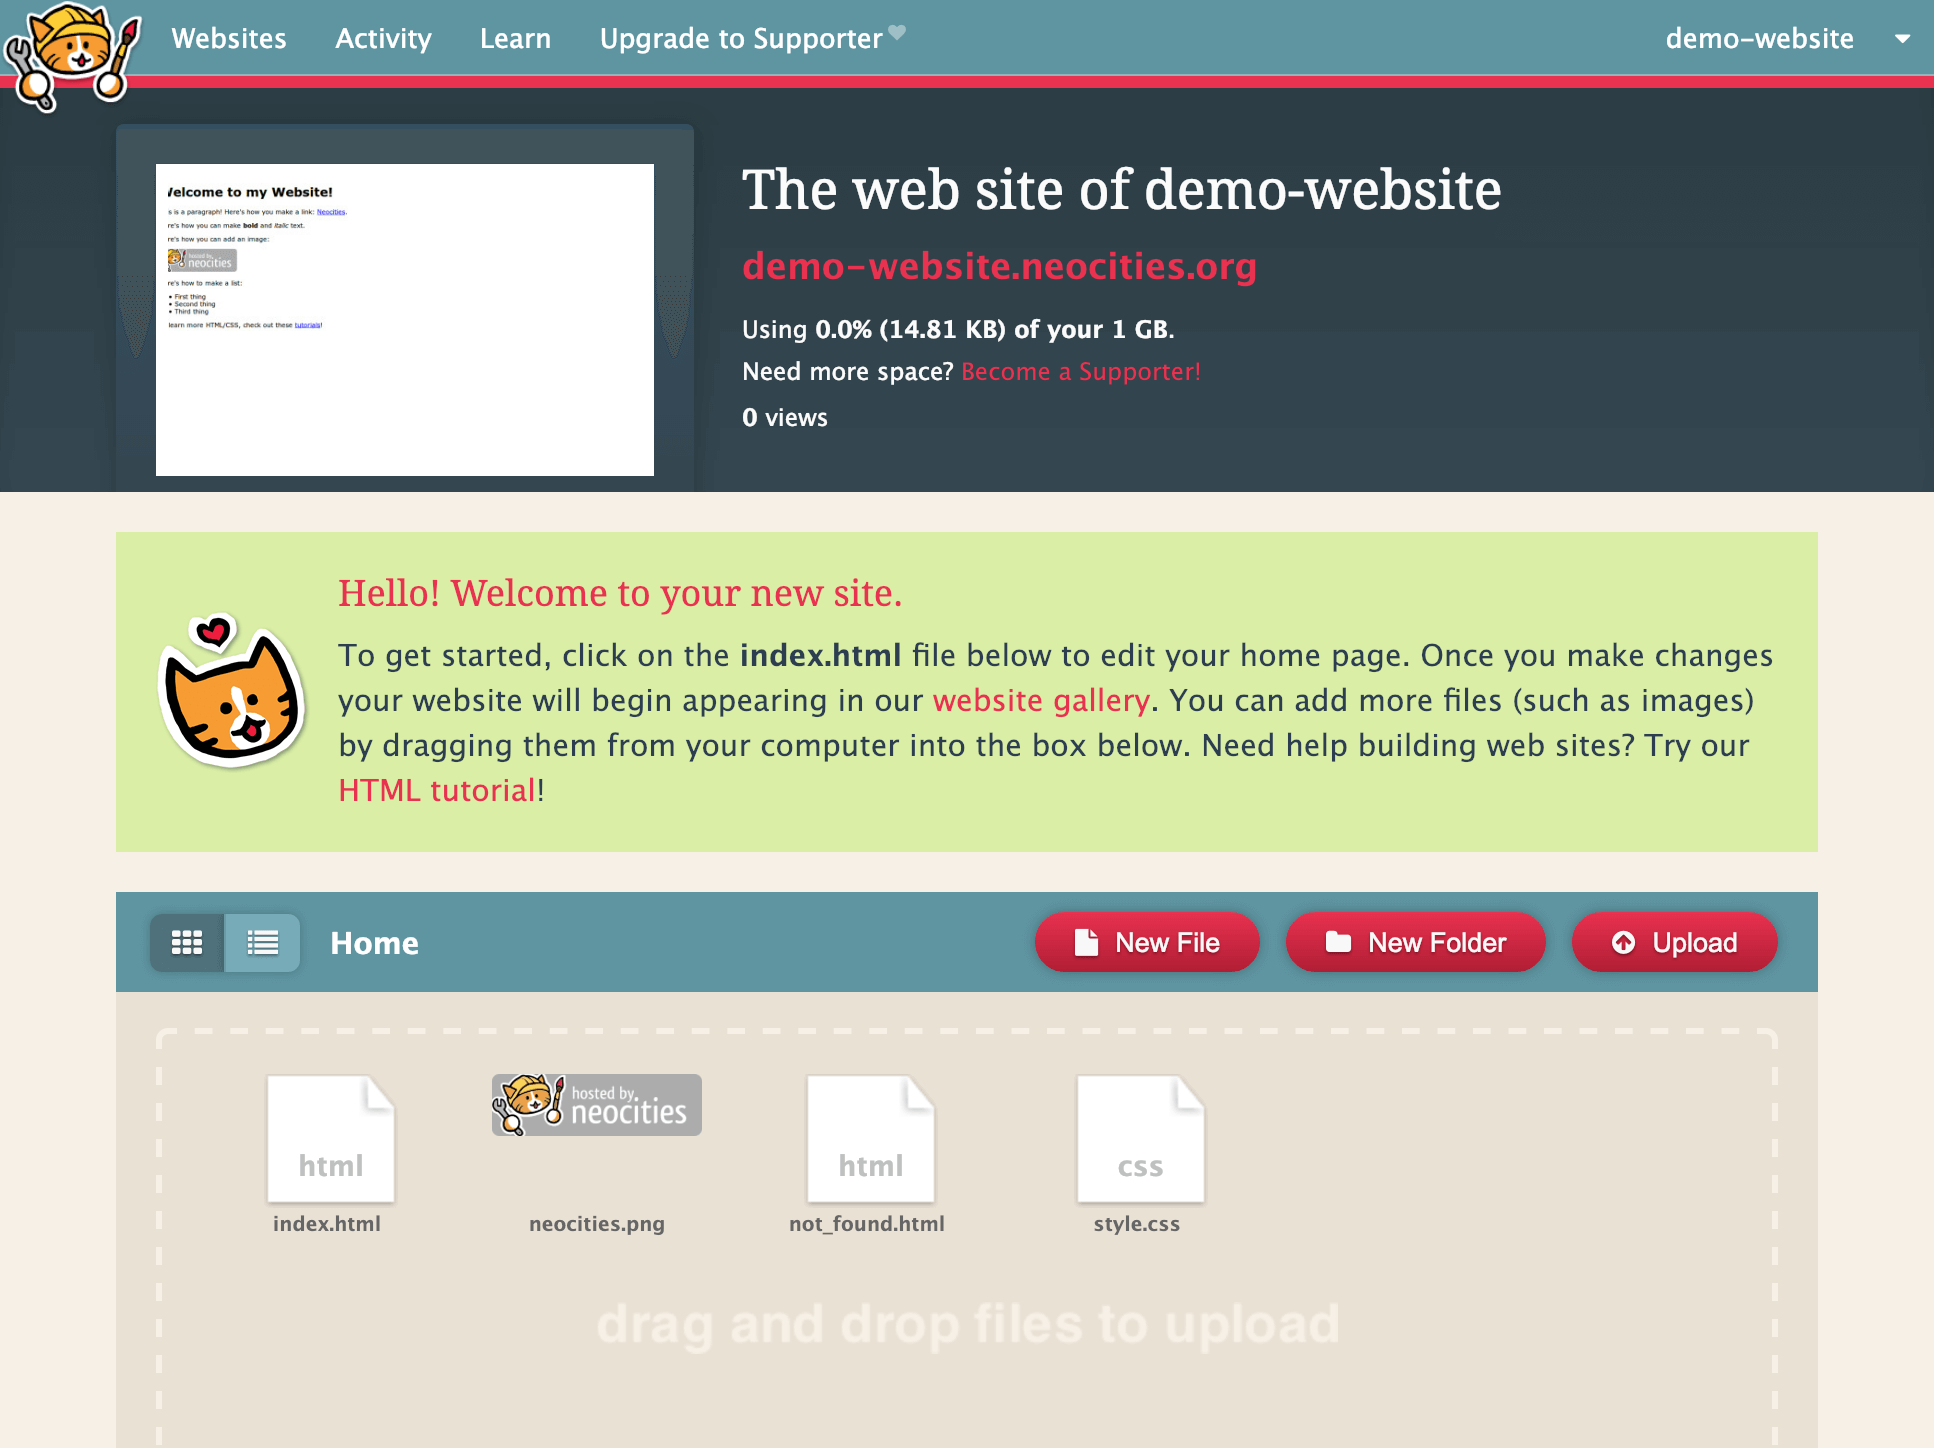 Websites Activity Learn Upgrade to Supporter demo-website
elcome to my Website!
s is a paragraph! Here's how you make a link: Neocities.
re's how you can make bold and italic text.
re's how you can add an image:
hosted by
neocities
re's how to make a list:
• First thing
• Second thing
• Third thing
learn more HTML/CSS, check out these tutorials!
The web site of demo-website
demo-website.neocities.org
Using 0.0% (14.81 KB) of your 1 GB.
Need more space? Become a Supporter!
0 views
Hello! Welcome to your new site.
To get started, click on the index.html file below to edit your home page. Once you make changes
your website will begin appearing in our website gallery. You can add more files (such as images)
by dragging them from your computer into the box below. Need help building web sites? Try our
HTML tutorial!
Home New File New Folder Upload
html
index.html
hosted by
neocities
neocities.png
html
not_found.html
css
style.css
drag and drop files to upload